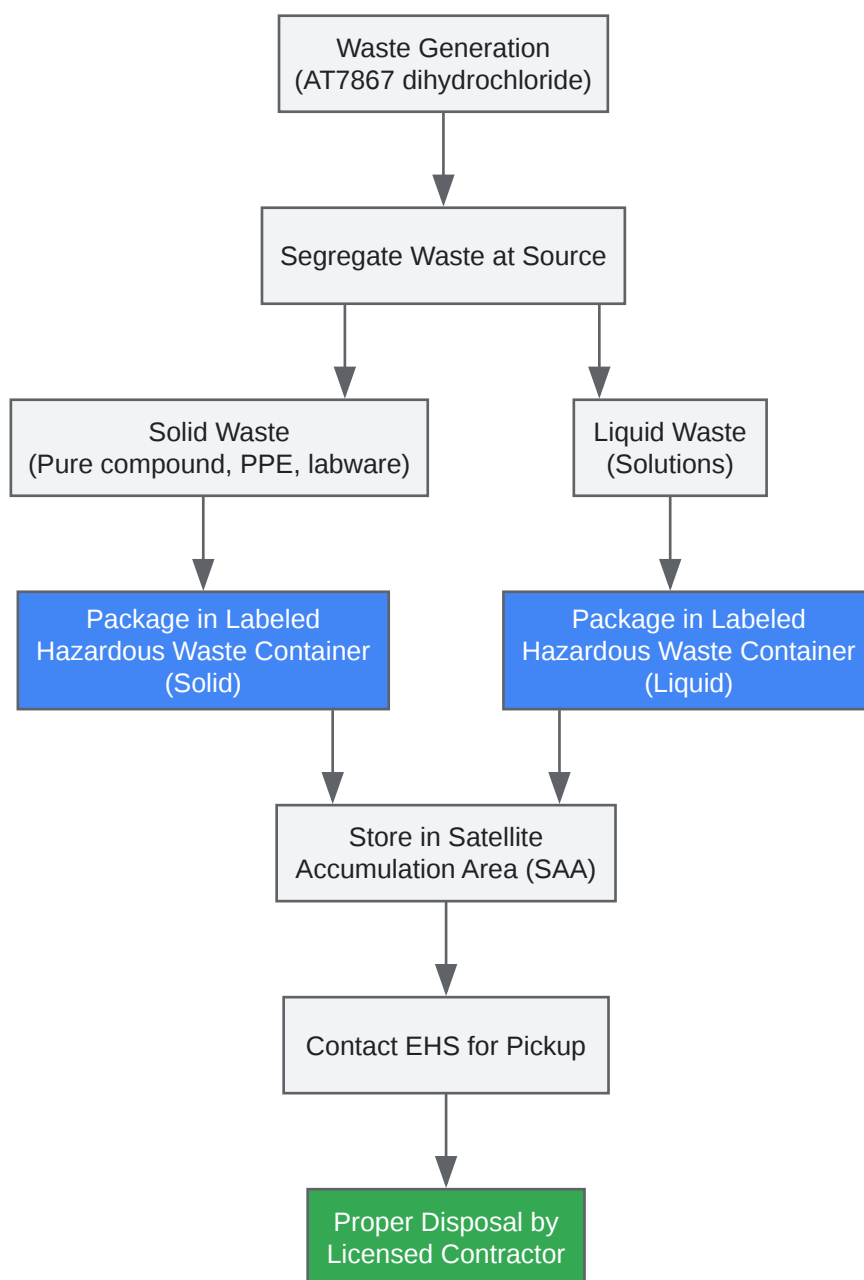 Waste Generation
(AT7867 dihydrochloride)
Segregate Waste at Source
Solid Waste
(Pure compound, PPE, labware)
Liquid Waste
(Solutions)
Package in Labeled
Hazardous Waste Container
(Solid)
Package in Labeled
Hazardous Waste Container
(Liquid)
Store in Satellite
Accumulation Area (SAA)
Contact EHS for Pickup
Proper Disposal by
Licensed Contractor